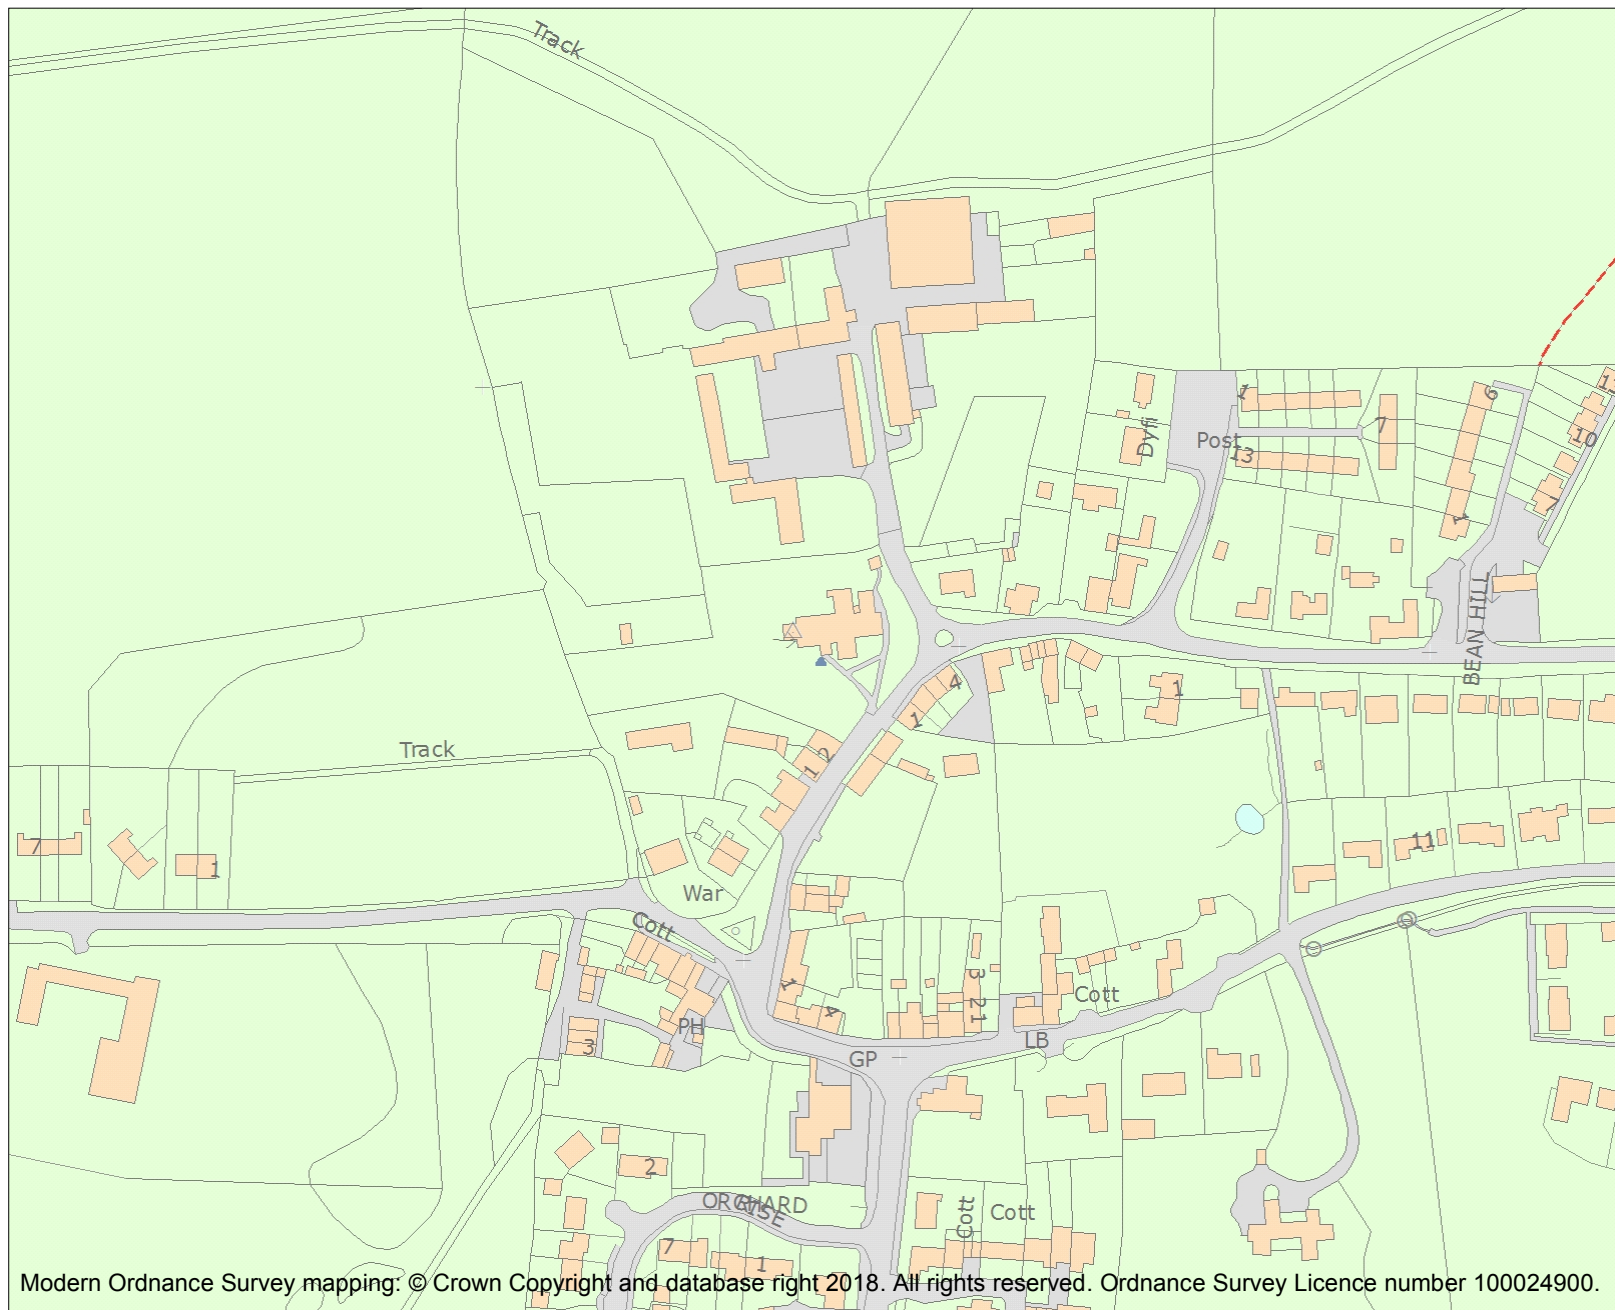 Track
Dyfi
Post
1
13
7
6
1
10
7
BEAN HILL
4
1
1
2
1
Track
7
1
11
War
Cott
1
4
3
2 1
Cott
PH
3
GP
LB
2
ORCHARD
RISE
Cott
Cott
7
1
Modern Ordnance Survey mapping: © Crown Copyright and database right 2018. All rights reserved. Ordnance Survey Licence number 100024900.